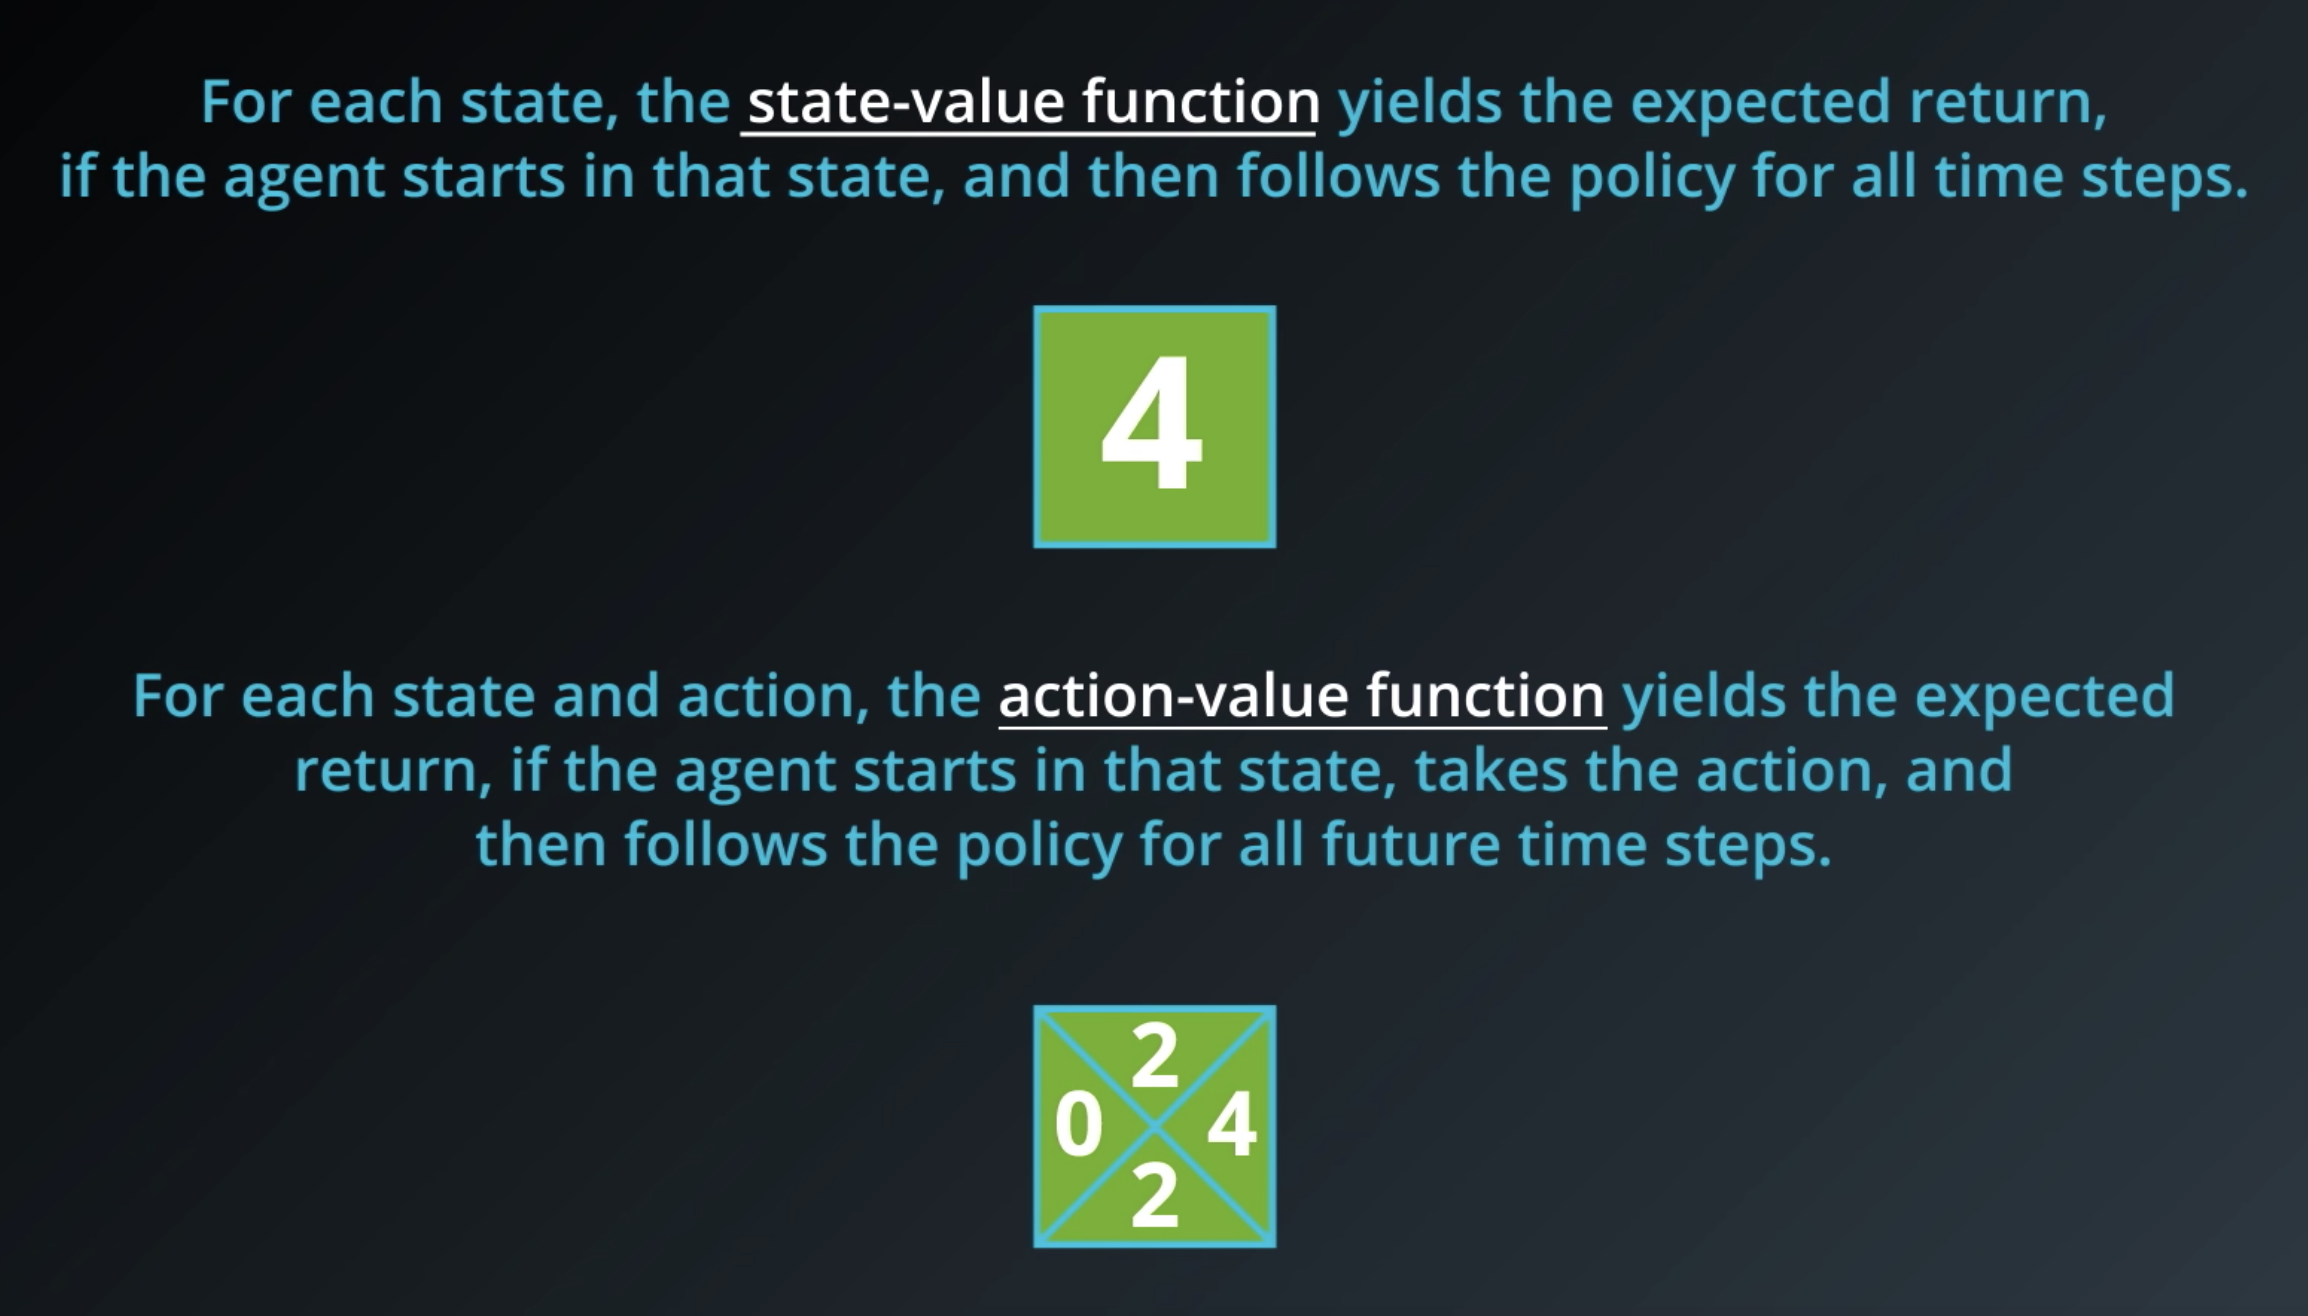 For each state, the state-value function yields the expected return,
if the agent starts in that state, and then follows the policy for all time steps.
4
For each state and action, the action-value function yields the expected
return, if the agent starts in that state, takes the action, and
then follows the policy for all future time steps.
2
0 4
2